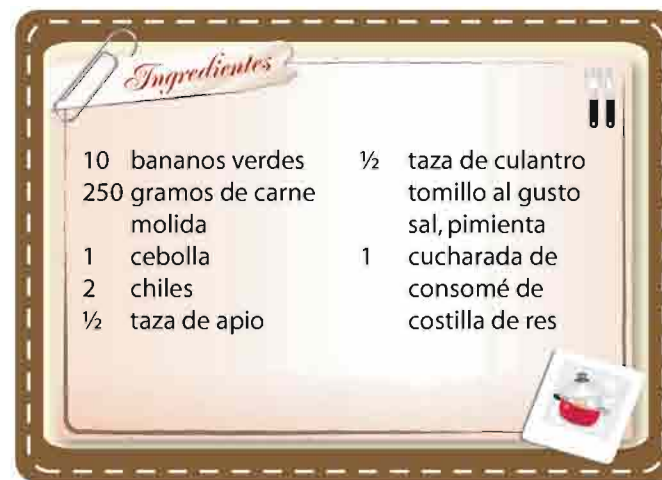 Ingredientes
10 bananos verdes
250 gramos de carne
molida
1 cebolla
2 chiles
½ taza de apio
½ taza de culantro
tomillo al gusto
sal, pimienta
1 cucharada de
consomé de
costilla de res